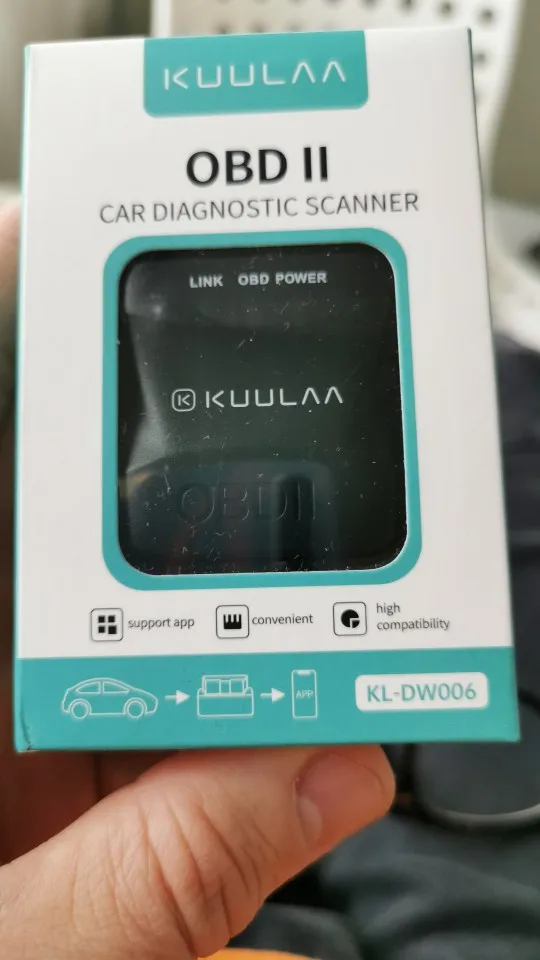 KUULAA
OBD II
CAR DIAGNOSTIC SCANNER
LINK OBD POWER
KUULAA
OBDII
support app
convenient
high
compatibility
APP
KL-DW006